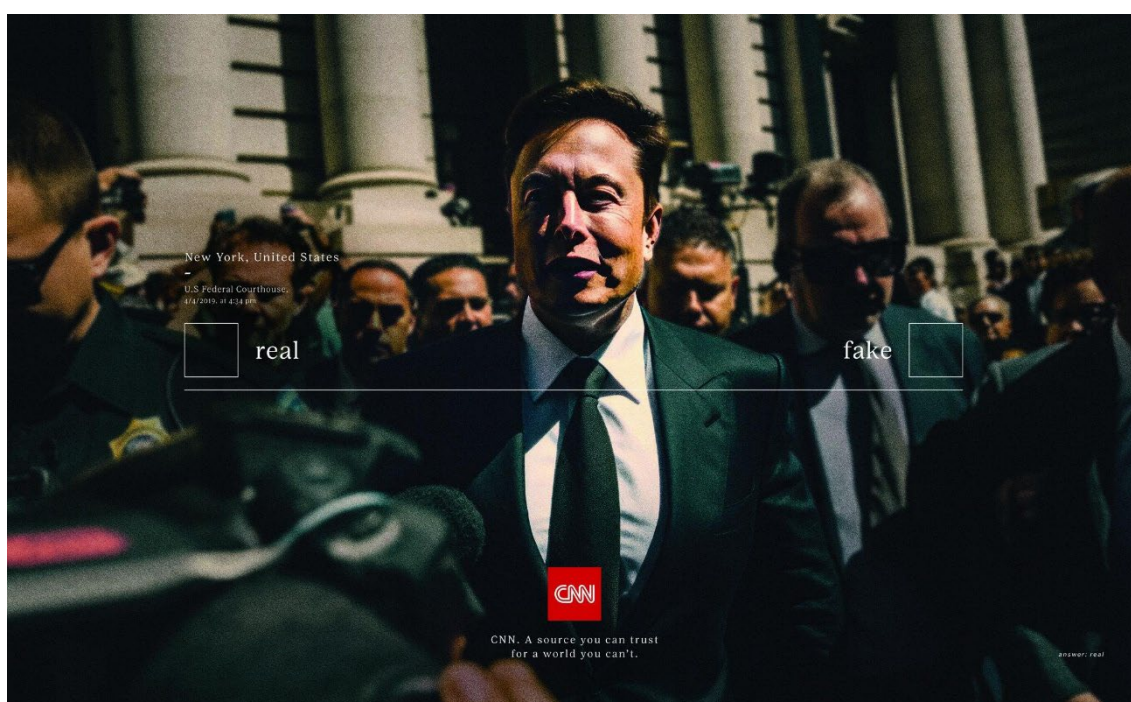 New York, United States
-
U.S Federal Courthouse,
4/4/2019, at 4:34 pm
real
fake
CNN
CNN. A source you can trust
for a world you can't.
answer: real